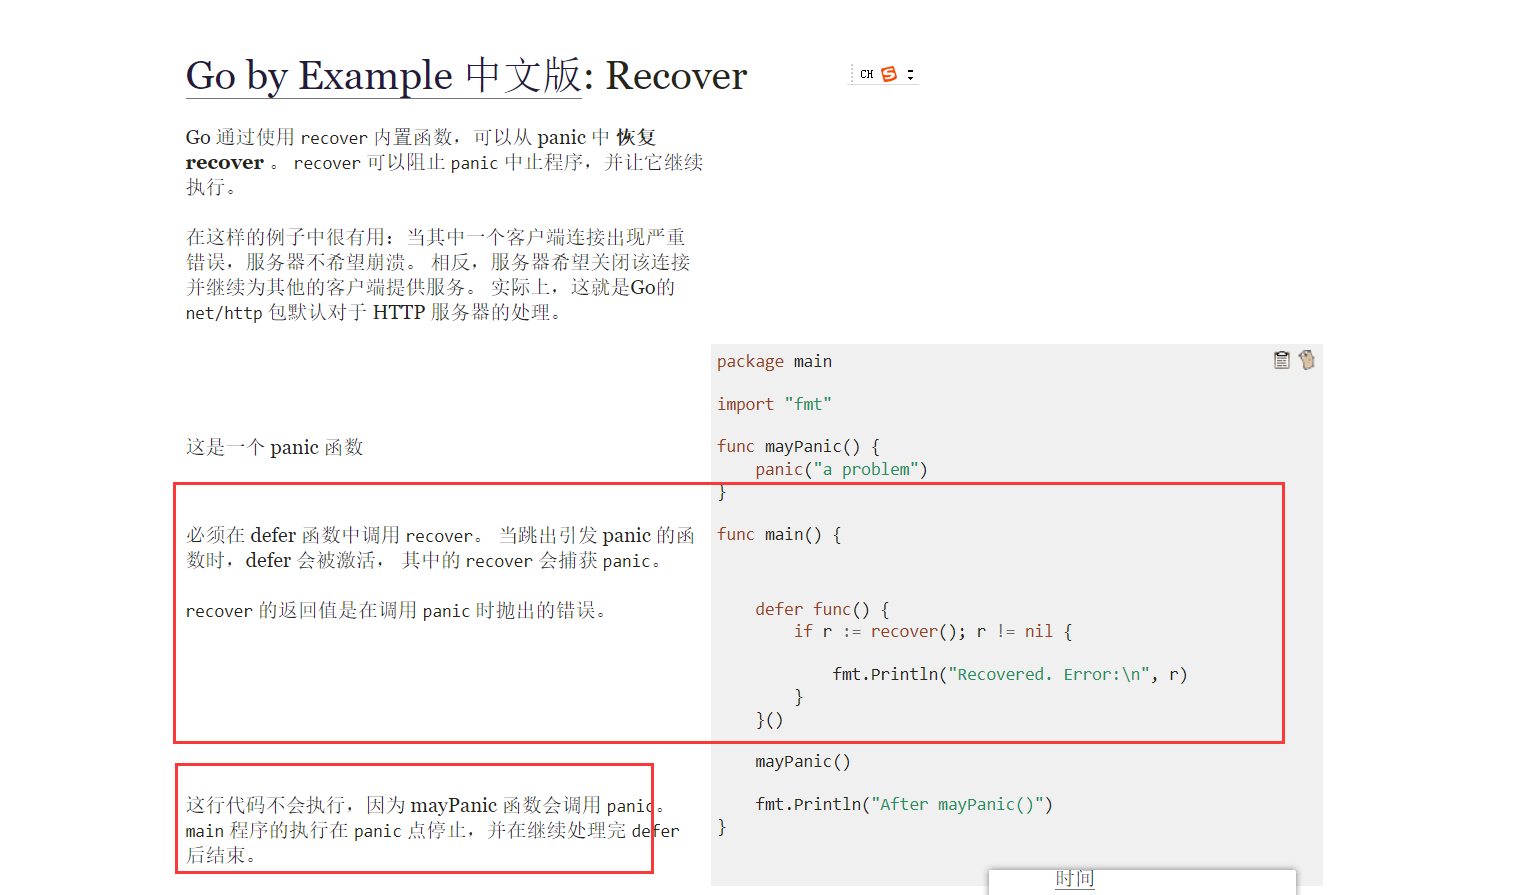 Go by Example 中文版: Recover
CH
Go 通过使用 recover 内置函数，可以从 panic 中 恢复
recover 。 recover 可以阻止 panic 中止程序，并让它继续
执行。
在这样的例子中很有用：当其中一个客户端连接出现严重
错误，服务器不希望崩溃。 相反，服务器希望关闭该连接
并继续为其他的客户端提供服务。 实际上，这就是Go的
net/http 包默认对于 HTTP 服务器的处理。
package main
import "fmt"
这是一个 panic 函数
func mayPanic() {
panic("a problem")
}
必须在 defer 函数中调用 recover。 当跳出引发 panic 的函
数时，defer 会被激活， 其中的 recover 会捕获 panic。
recover 的返回值是在调用 panic 时抛出的错误。
func main() {
defer func() {
if r := recover(); r != nil {
fmt.Println("Recovered. Error:\n", r)
}
}()
mayPanic()
这行代码不会执行，因为 mayPanic 函数会调用 panic。
main 程序的执行在 panic 点停止，并在继续处理完 defer
后结束。
fmt.Println("After mayPanic()")
}
时间